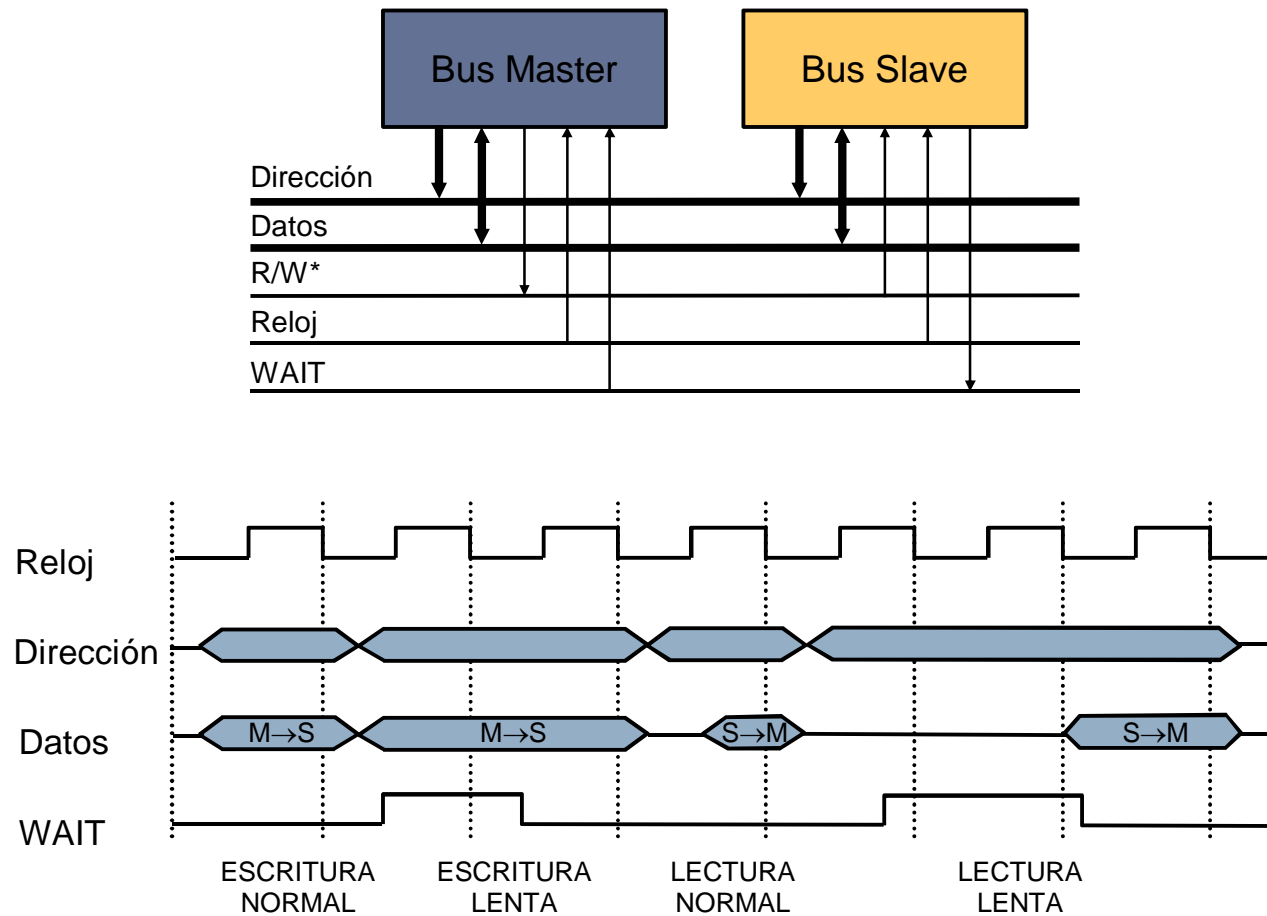 Bus Master
Bus Slave
Dirección
Datos
R/W*
Reloj
WAIT
Reloj
Dirección
Datos
M→S
M→S
S→M
S→M
WAIT
ESCRITURA
NORMAL
ESCRITURA
LENTA
LECTURA
NORMAL
LECTURA
LENTA